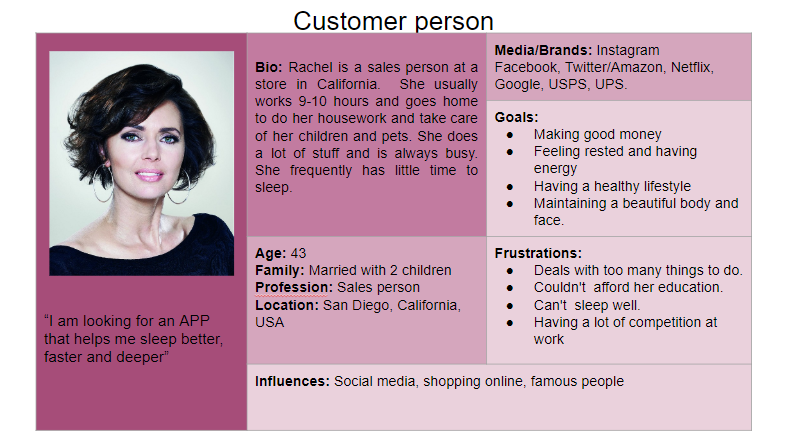 Customer person
“I am looking for an APP
that helps me sleep better,
faster and deeper”
Bio: Rachel is a sales person at a
store in California. She usually
works 9-10 hours and goes home
to do her housework and take care
of her children and pets. She does
a lot of stuff and is always busy.
She frequently has little time to
sleep.
Media/Brands: Instagram
Facebook, Twitter/Amazon, Netflix,
Google, USPS, UPS.
Goals:
● Making good money
● Feeling rested and having
energy
● Having a healthy lifestyle
● Maintaining a beautiful body and
face.
Age: 43
Family: Married with 2 children
Profession: Sales person
Location: San Diego, California,
USA
Frustrations:
● Deals with too many things to do.
● Couldn't afford her education.
● Can't sleep well.
● Having a lot of competition at
work
Influences: Social media, shopping online, famous people